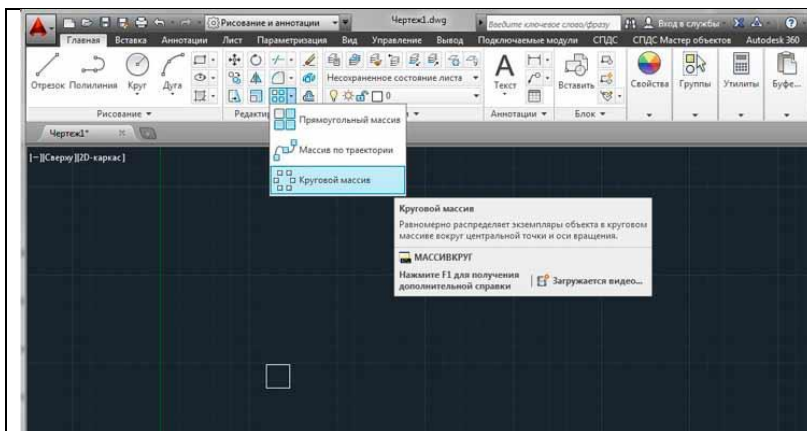 Рисование и аннотации
Чертеж1.dwg
Введите ключевое слово/фразу
Вход в службы
Главная Вставка Аннотации Лист Параметризация Вид Управление Вывод Подключаемые модули СПДС СПДС Мастер объектов Autodesk 360
Несохраненное состояние листа
0
Отрезок Полилиния Круг Дуга
Текст
Вставить
Свойства Группы Утилиты Буфе...
Рисование
Аннотации
Блок
Чертеж1*
[−][Сверху][2D-каркас]
Прямоугольный массив
Массив по траектории
Круговой массив
Круговой массив
Равномерно распределяет экземпляры объекта в круговом
массиве вокруг центральной точки и оси вращения.
МАССИВКРУГ
Нажмите F1 для получения
дополнительной справки
Загружается видео...